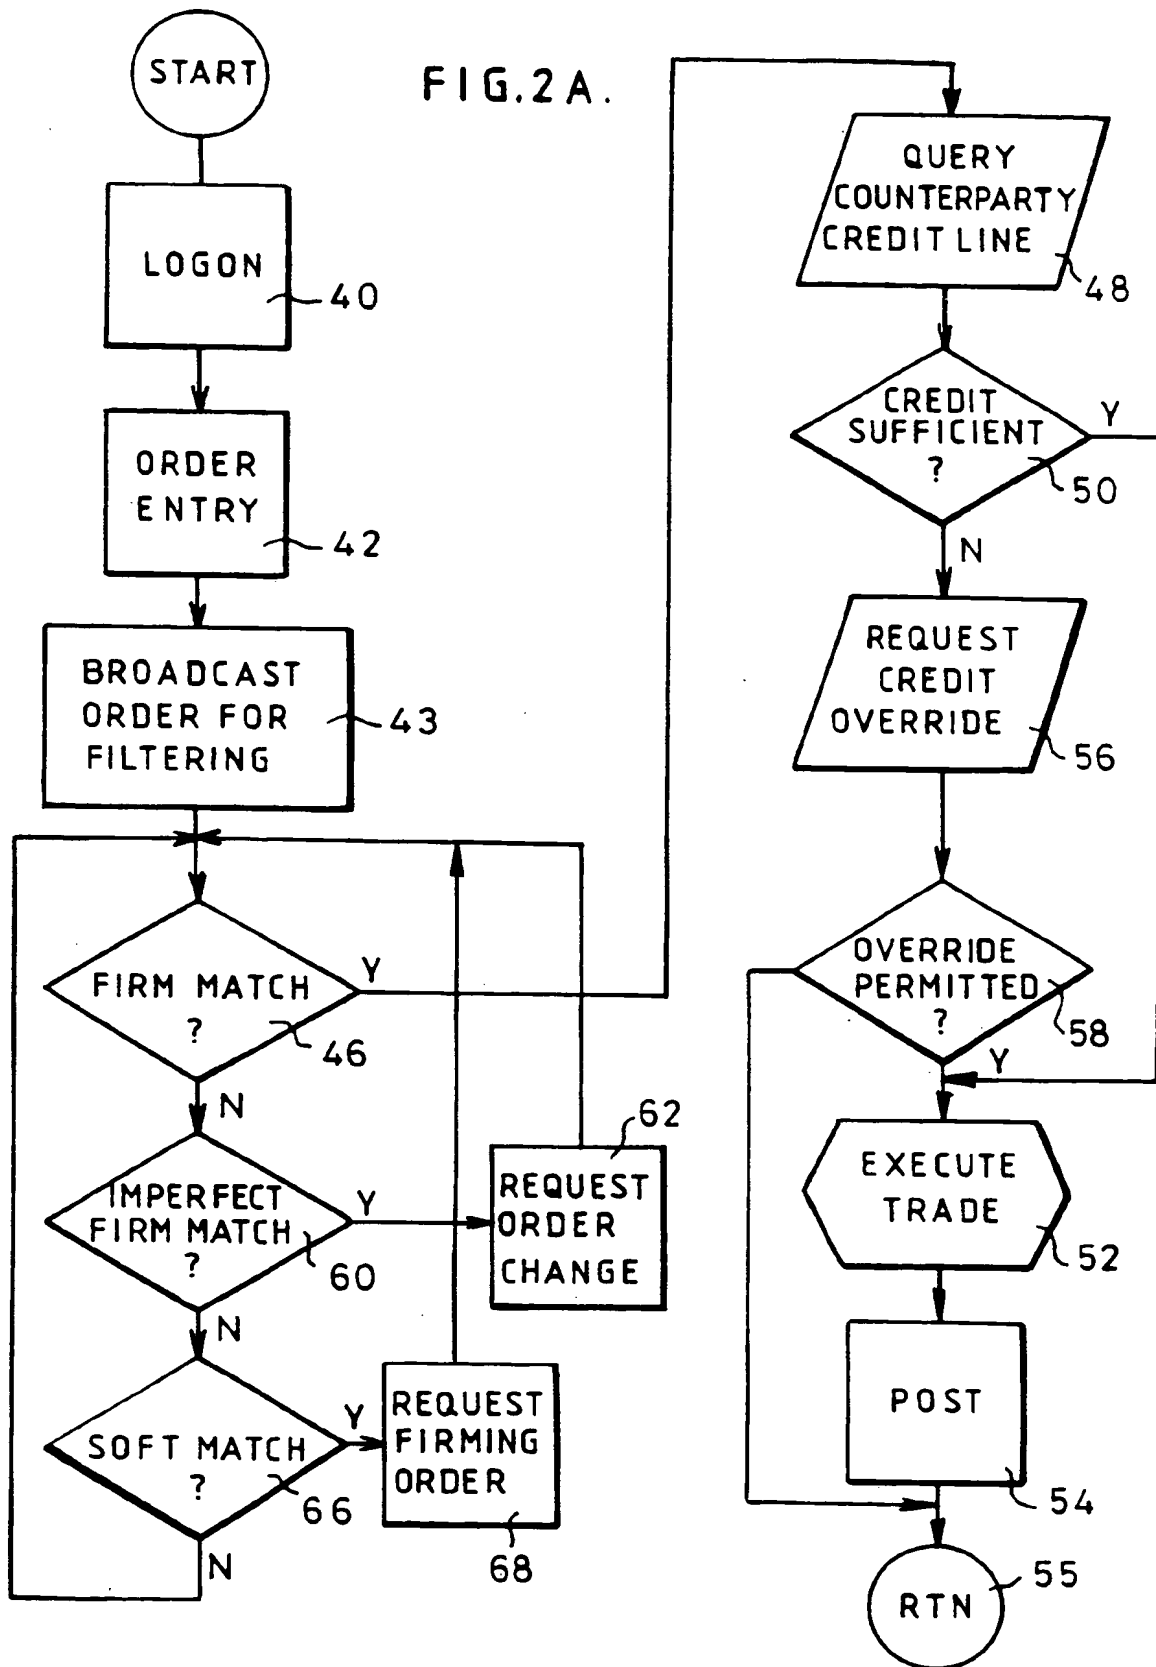 START
FIG.2A.
LOGON
40
ORDER
ENTRY
42
BROADCAST
ORDER FOR
FILTERING
43
FIRM MATCH
?
46
Y
N
IMPERFECT
FIRM MATCH
?
60
Y
N
62
REQUEST
ORDER
CHANGE
SOFT MATCH
?
66
Y
N
REQUEST
FIRMING
ORDER
68
QUERY
COUNTERPARTY
CREDIT LINE
48
CREDIT
SUFFICIENT
?
50
Y
N
REQUEST
CREDIT
OVERRIDE
56
OVERRIDE
PERMITTED
?
58
Y
EXECUTE
TRADE
52
POST
54
RTN
55